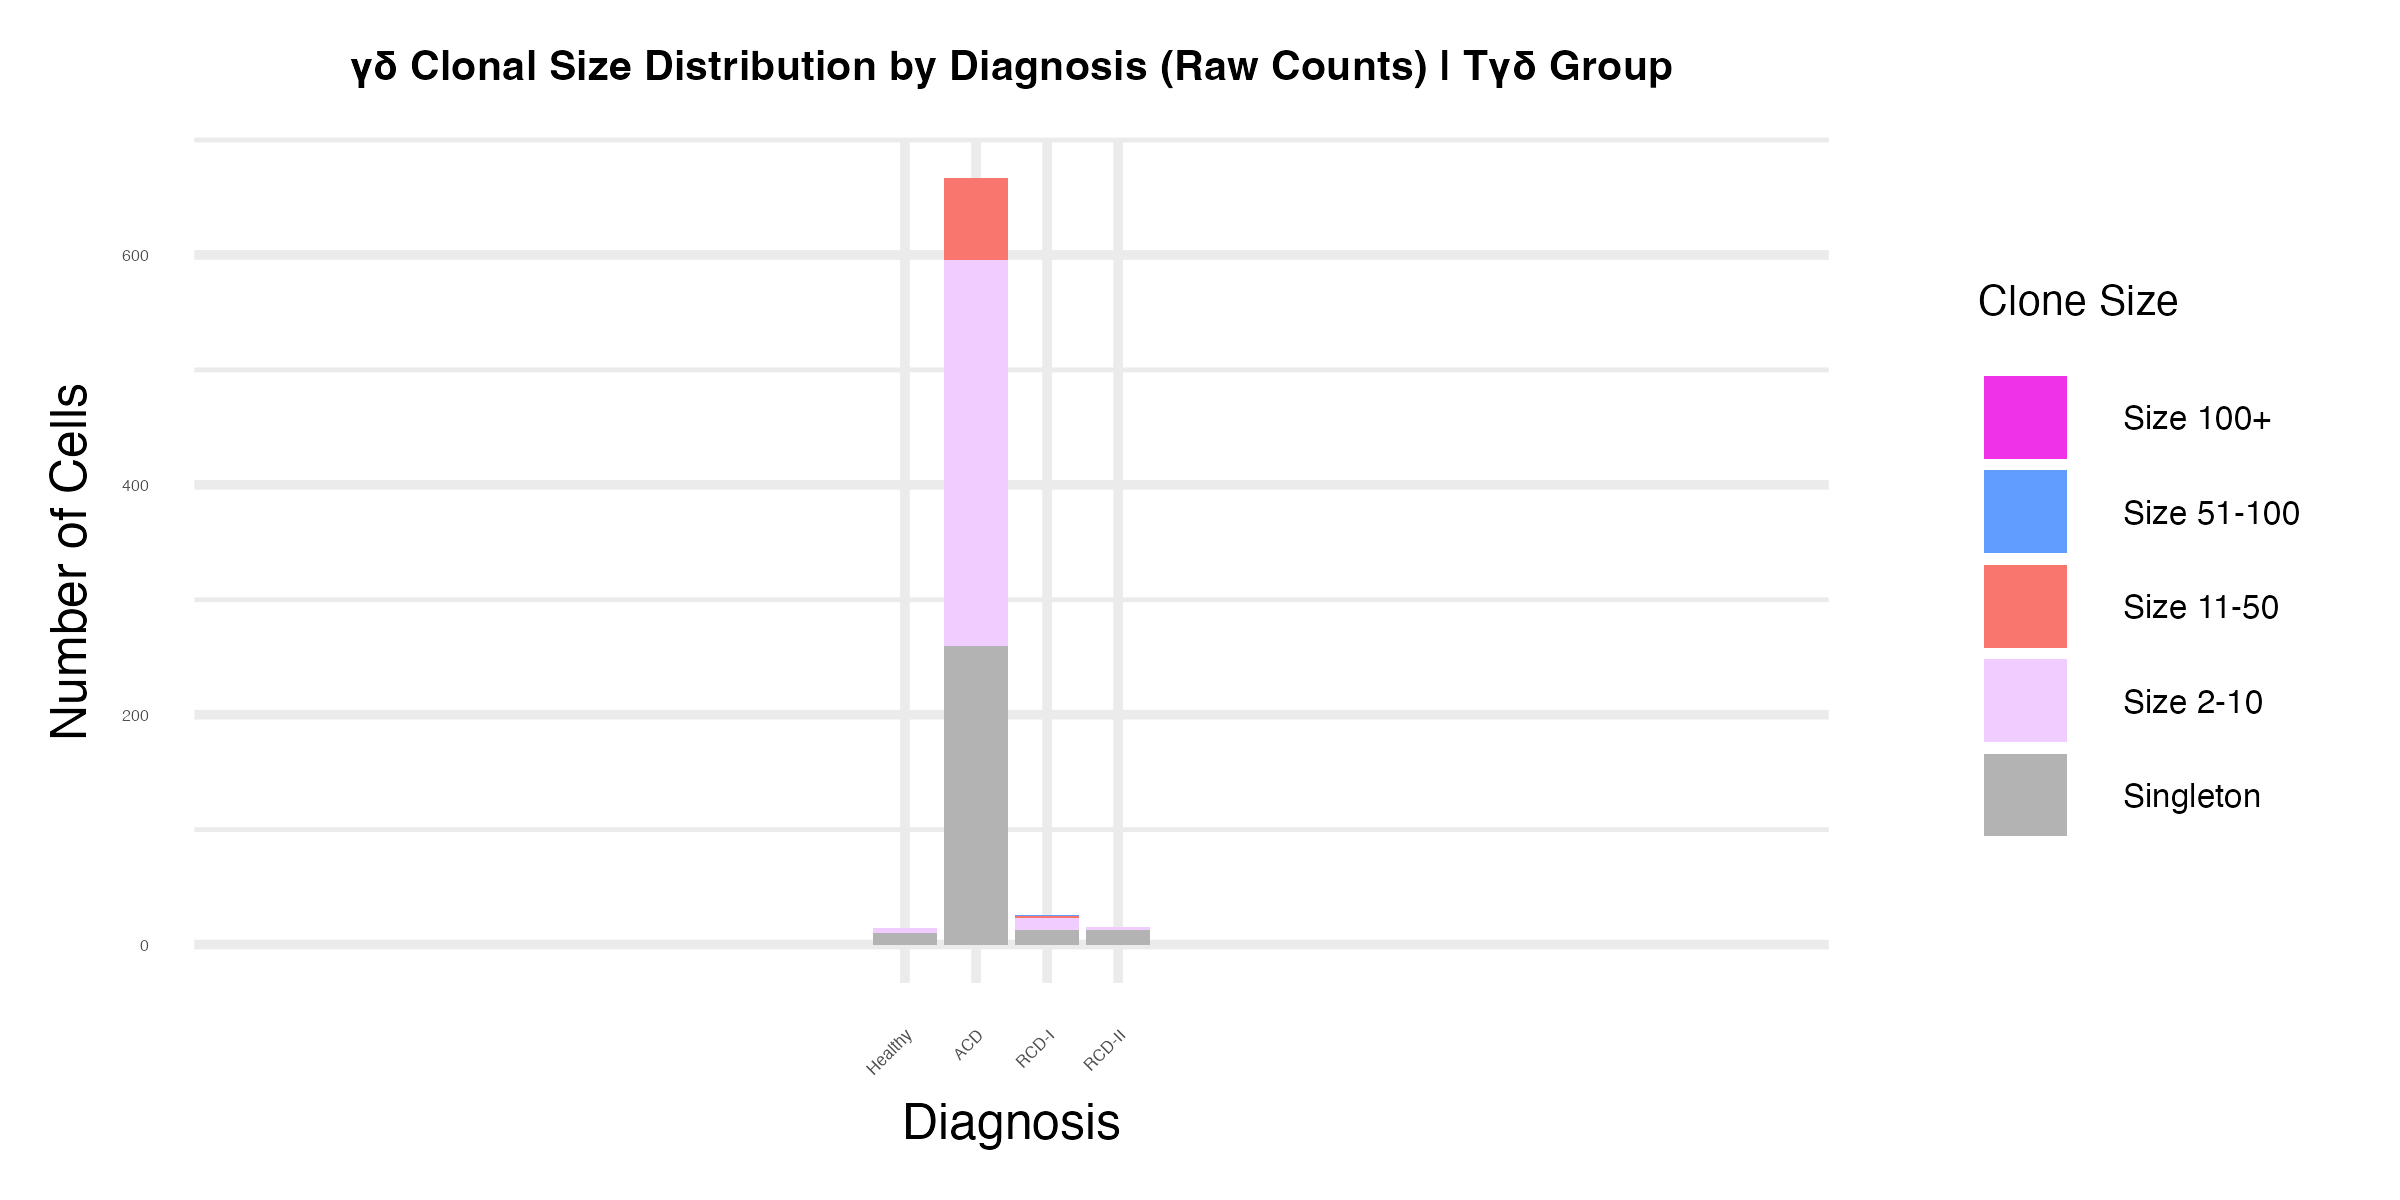 γδ Clonal Size Distribution by Diagnosis (Raw Counts) | Tγδ Group
Number of Cells
600
400
200
0
Healthy
ACD
RCD-I
RCD-II
Diagnosis
Clone Size
Size 100+
Size 51-100
Size 11-50
Size 2-10
Singleton